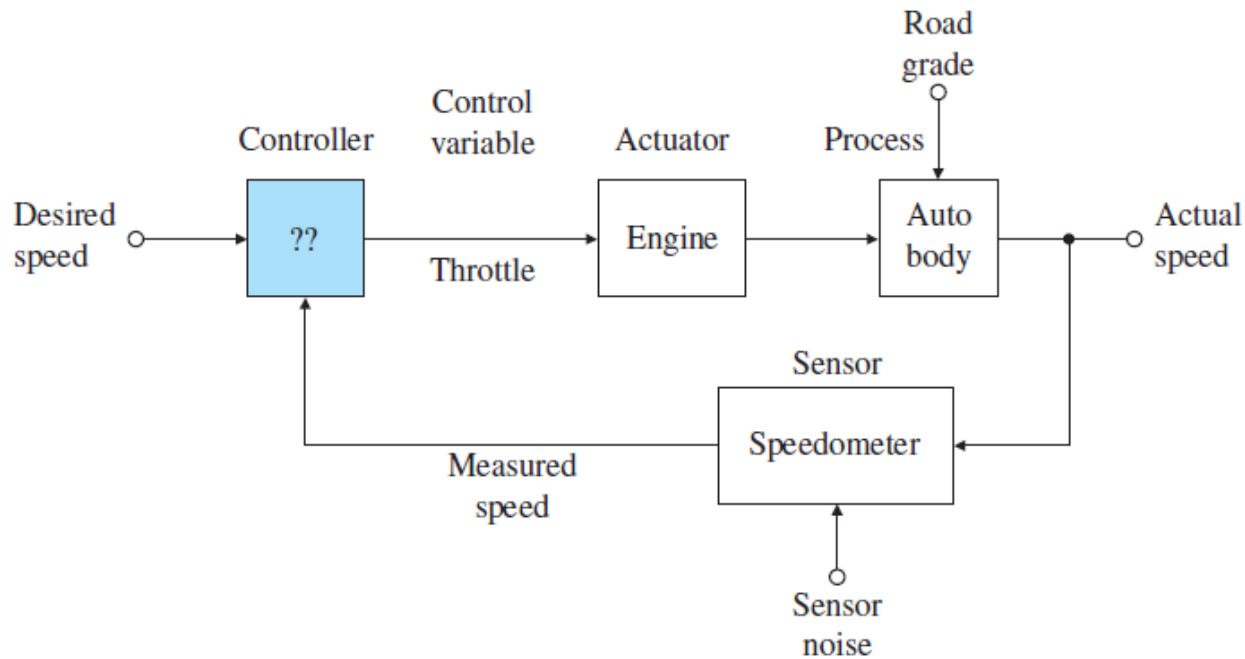 Road
grade
Control
variable
Controller
Actuator
Process
Desired
speed
??
Throttle
Engine
Auto
body
Actual
speed
Sensor
Speedometer
Measured
speed
Sensor
noise